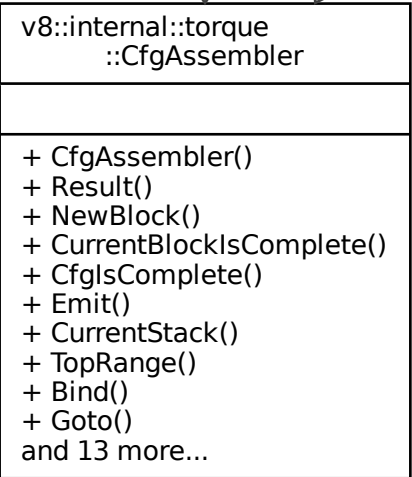 v8::internal::torque
::CfgAssembler
+ CfgAssembler()
+ Result()
+ NewBlock()
+ CurrentBlockIsComplete()
+ CfgIsComplete()
+ Emit()
+ CurrentStack()
+ TopRange()
+ Bind()
+ Goto()
and 13 more...